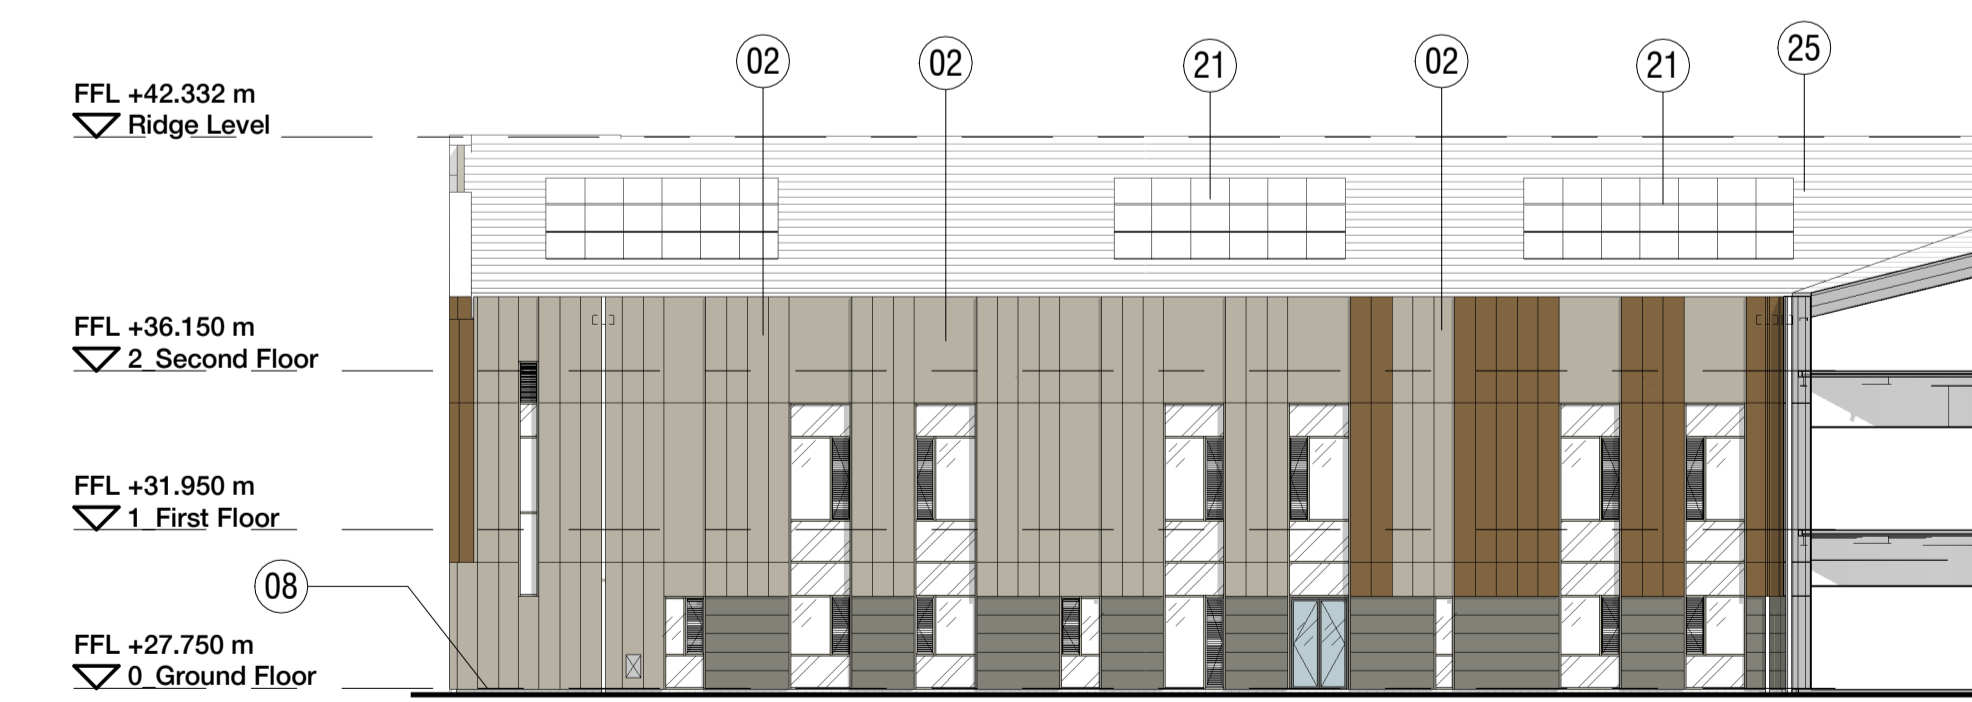 02
02
21
02
21
25
FFL +42.332 m
Ridge Level
FFL +36.150 m
2_Second Floor
FFL +31.950 m
1_First Floor
08
FFL +27.750 m
0_Ground Floor